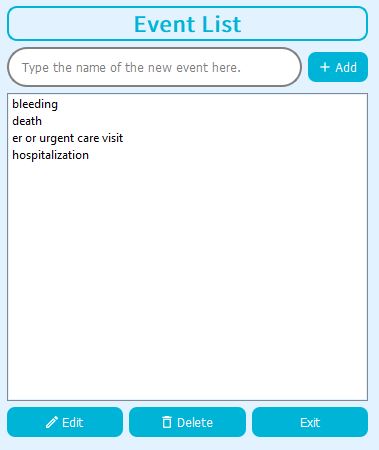 Event List
Type the name of the new event here.
+ Add
bleeding
death
er or urgent care visit
hospitalization
Edit
Delete
Exit